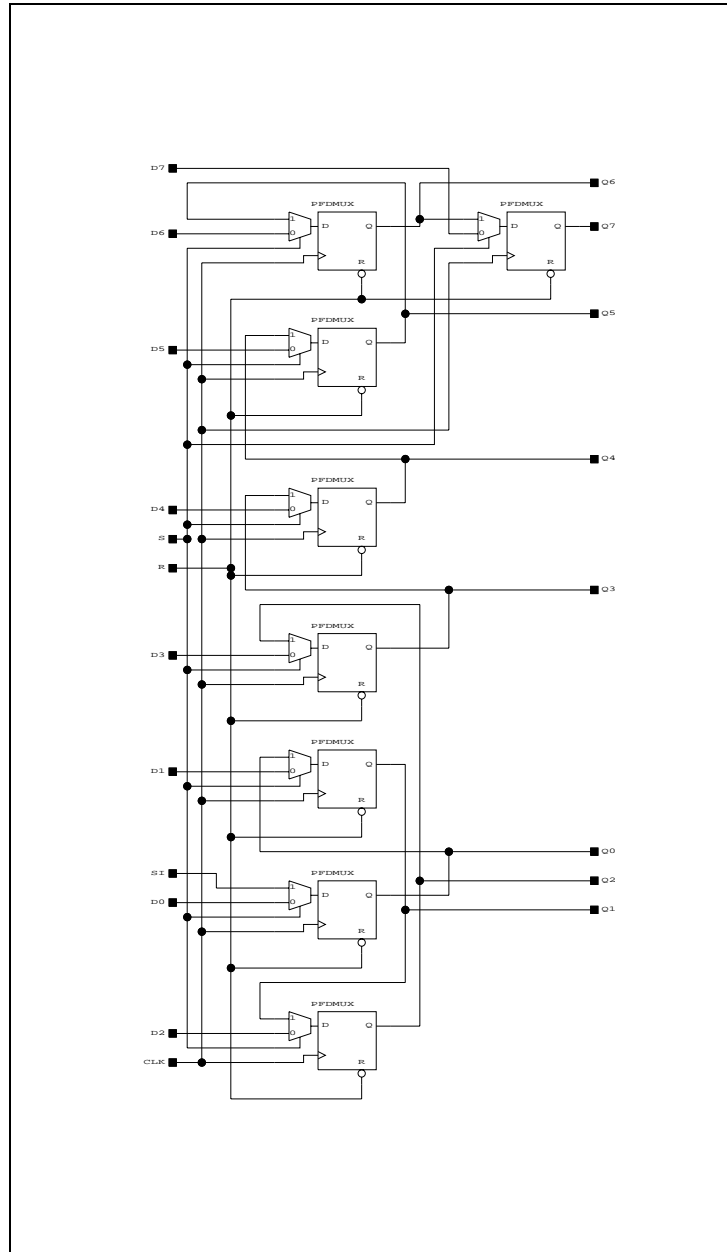 D7
Q6
PFDMUX
PFDMUX
1
D
Q
1
D
Q
Q7
D6
0
0
R
R
PFDMUX
Q5
1
D
Q
D5
0
R
Q4
PFDMUX
1
D
Q
D4
0
S
R
R
Q3
PFDMUX
1
D
Q
D3
0
R
PFDMUX
1
D
Q
D1
0
R
Q0
PFDMUX
SI
Q2
1
D
Q
D0
0
Q1
R
PFDMUX
1
D
Q
D2
0
R
CLK